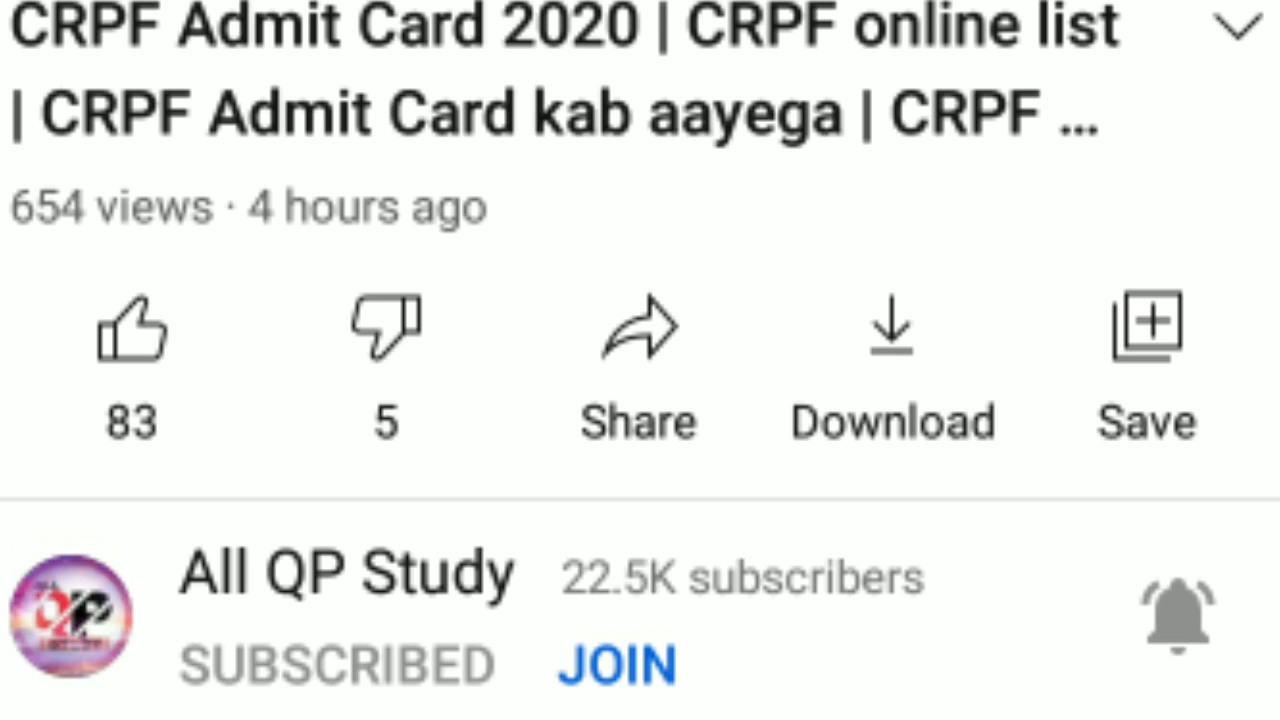 CRPF Admit Card 2020 | CRPF online list
| CRPF Admit Card kab aayega | CRPF ...
654 views · 4 hours ago
83 5 Share Download Save
All QP Study 22.5K subscribers
SUBSCRIBED JOIN
QP